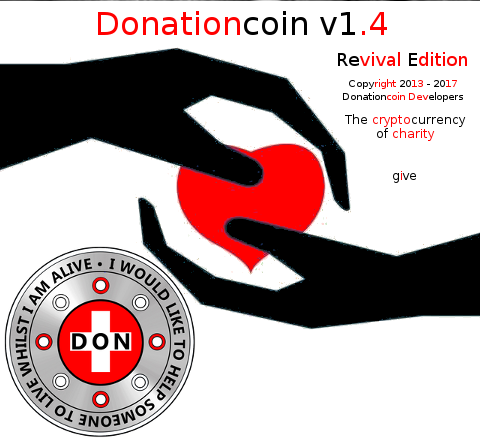 Donationcoin v1.4
Revival Edition
Copyright 2013 - 2017
Donationcoin Developers
The cryptocurrency
of charity
give
I WOULD LIKE TO HELP SOMEONE TO LIVE WHILST I AM ALIVE •
DON